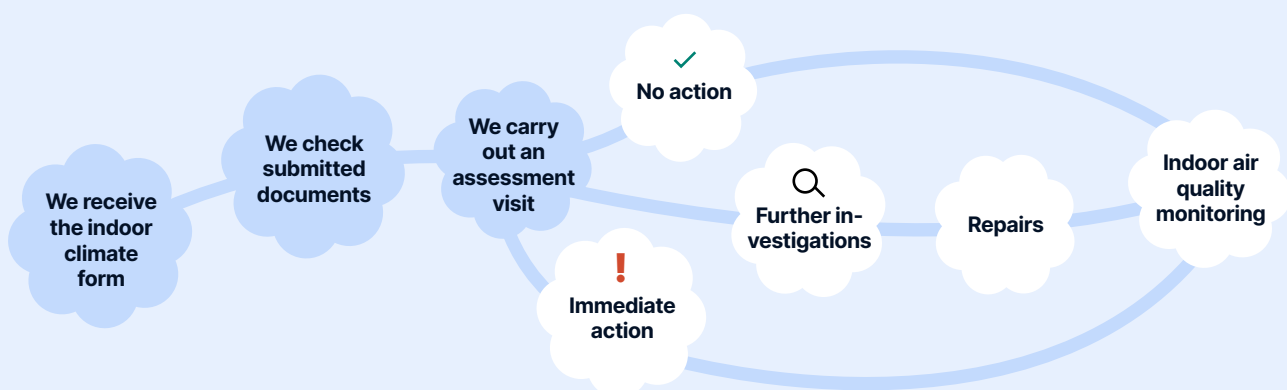 We receive
the indoor
climate
form
We check
submitted
documents
We carry
out an
assessment
visit
No action
Further in-
vestigations
Repairs
Immediate
action
Indoor air
quality
monitoring